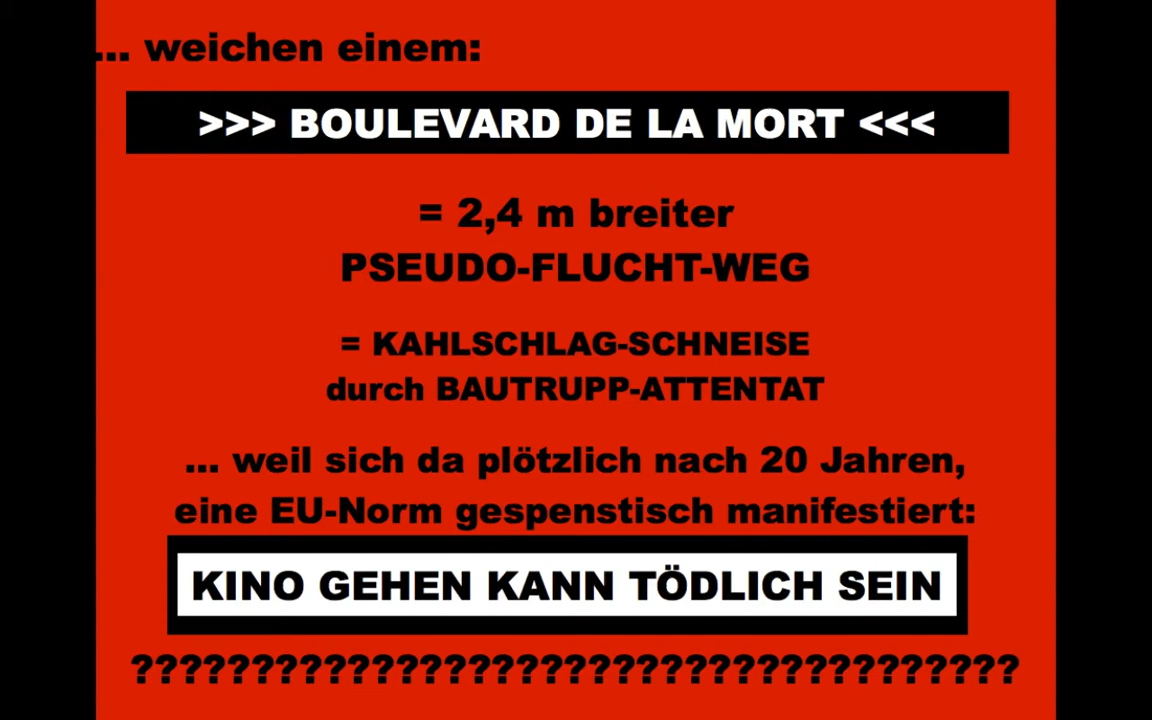 ... weichen einem:
>>> BOULEVARD DE LA MORT <<<
= 2,4 m breiter
PSEUDO-FLUCHT-WEG
= KAHLSCHLAG-SCHNEISE
durch BAUTRUPP-ATTENTAT
... weil sich da plötzlich nach 20 Jahren,
eine EU-Norm gespenstisch manifestiert:
KINO GEHEN KANN TÖDLICH SEIN
?????????????????????????????????????